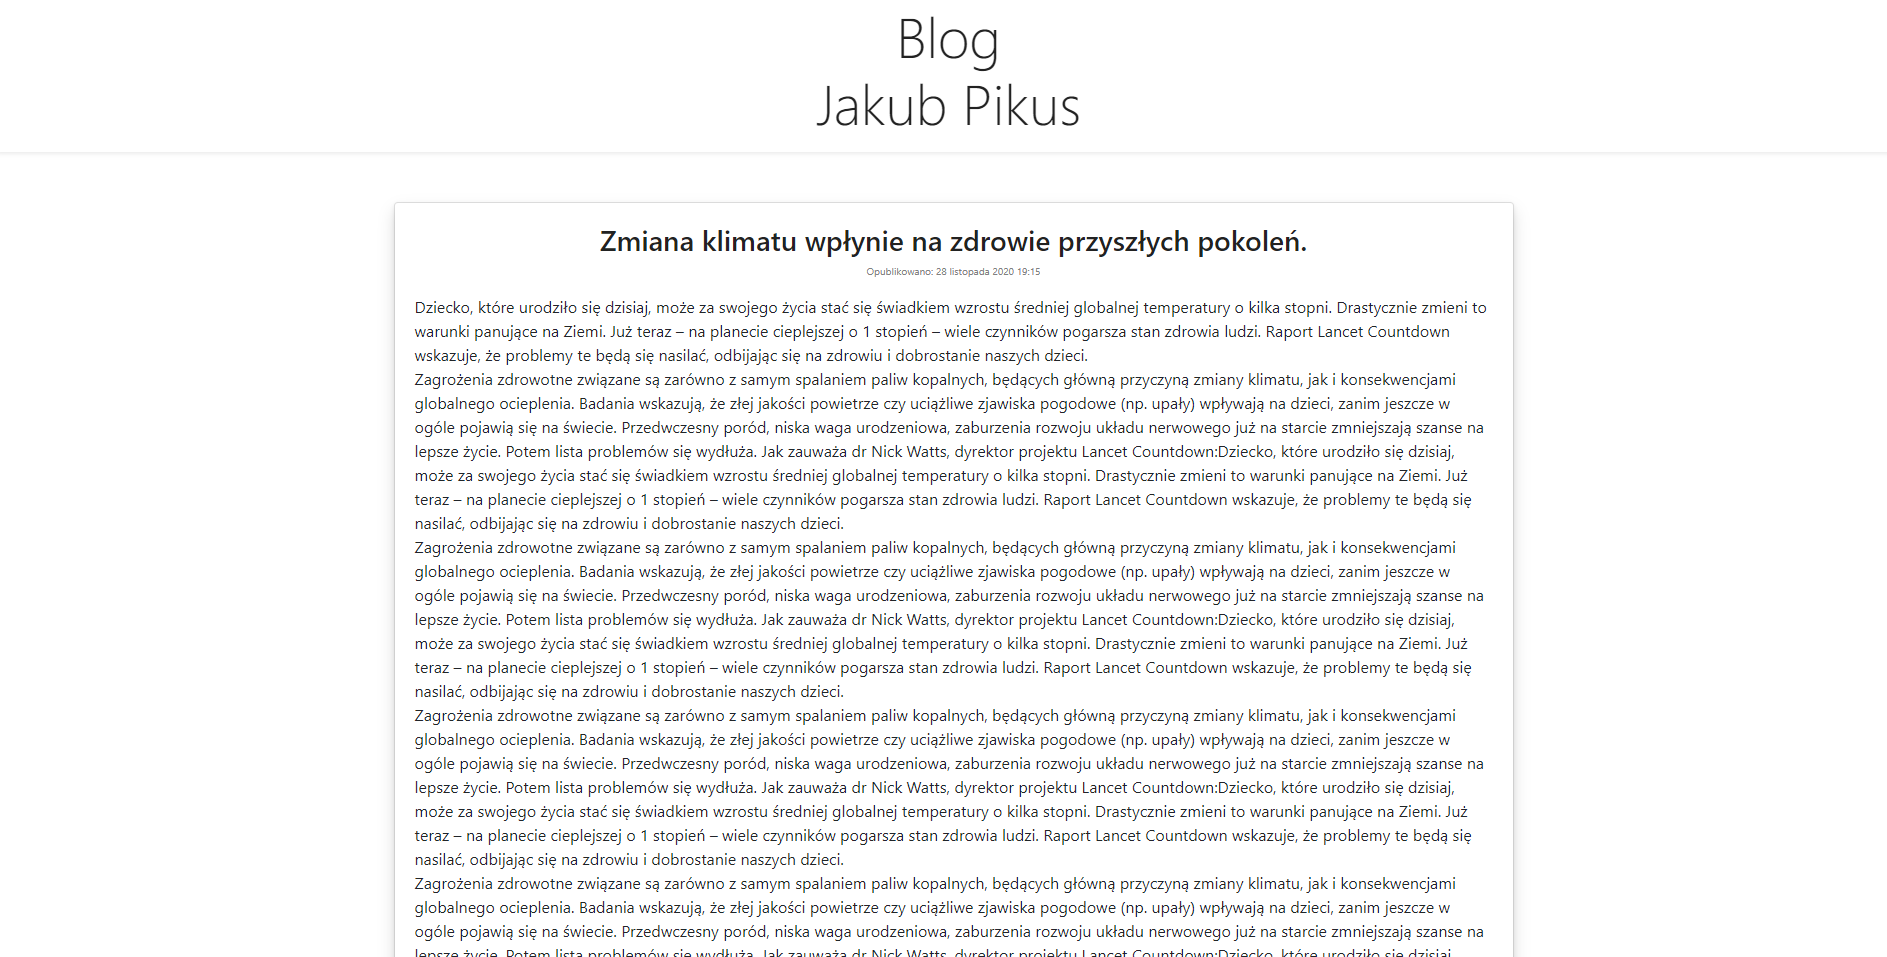 Blog
Jakub Pikus
Zmiana klimatu wpłynie na zdrowie przyszłych pokoleń.
Opublikowano: 28 listopada 2020 19:15
Dziecko, które urodziło się dzisiaj, może za swojego życia stać się świadkiem wzrostu średniej globalnej temperatury o kilka stopni. Drastycznie zmieni to
warunki panujące na Ziemi. Już teraz – na planecie cieplejszej o 1 stopień – wiele czynników pogarsza stan zdrowia ludzi. Raport Lancet Countdown
wskazuje, że problemy te będą się nasilać, odbijając się na zdrowiu i dobrostanie naszych dzieci.
Zagrożenia zdrowotne związane są zarówno z samym spalaniem paliw kopalnych, będących główną przyczyną zmiany klimatu, jak i konsekwencjami
globalnego ocieplenia. Badania wskazują, że złej jakości powietrze czy uciążliwe zjawiska pogodowe (np. upały) wpływają na dzieci, zanim jeszcze w
ogóle pojawią się na świecie. Przedwczesny poród, niska waga urodzeniowa, zaburzenia rozwoju układu nerwowego już na starcie zmniejszają szanse na
lepsze życie. Potem lista problemów się wydłuża. Jak zauważa dr Nick Watts, dyrektor projektu Lancet Countdown:Dziecko, które urodziło się dzisiaj,
może za swojego życia stać się świadkiem wzrostu średniej globalnej temperatury o kilka stopni. Drastycznie zmieni to warunki panujące na Ziemi. Już
teraz – na planecie cieplejszej o 1 stopień – wiele czynników pogarsza stan zdrowia ludzi. Raport Lancet Countdown wskazuje, że problemy te będą się
nasilać, odbijając się na zdrowiu i dobrostanie naszych dzieci.
Zagrożenia zdrowotne związane są zarówno z samym spalaniem paliw kopalnych, będących główną przyczyną zmiany klimatu, jak i konsekwencjami
globalnego ocieplenia. Badania wskazują, że złej jakości powietrze czy uciążliwe zjawiska pogodowe (np. upały) wpływają na dzieci, zanim jeszcze w
ogóle pojawią się na świecie. Przedwczesny poród, niska waga urodzeniowa, zaburzenia rozwoju układu nerwowego już na starcie zmniejszają szanse na
lepsze życie. Potem lista problemów się wydłuża. Jak zauważa dr Nick Watts, dyrektor projektu Lancet Countdown:Dziecko, które urodziło się dzisiaj,
może za swojego życia stać się świadkiem wzrostu średniej globalnej temperatury o kilka stopni. Drastycznie zmieni to warunki panujące na Ziemi. Już
teraz – na planecie cieplejszej o 1 stopień – wiele czynników pogarsza stan zdrowia ludzi. Raport Lancet Countdown wskazuje, że problemy te będą się
nasilać, odbijając się na zdrowiu i dobrostanie naszych dzieci.
Zagrożenia zdrowotne związane są zarówno z samym spalaniem paliw kopalnych, będących główną przyczyną zmiany klimatu, jak i konsekwencjami
globalnego ocieplenia. Badania wskazują, że złej jakości powietrze czy uciążliwe zjawiska pogodowe (np. upały) wpływają na dzieci, zanim jeszcze w
ogóle pojawią się na świecie. Przedwczesny poród, niska waga urodzeniowa, zaburzenia rozwoju układu nerwowego już na starcie zmniejszają szanse na
lepsze życie. Potem lista problemów się wydłuża. Jak zauważa dr Nick Watts, dyrektor projektu Lancet Countdown:Dziecko, które urodziło się dzisiaj,
może za swojego życia stać się świadkiem wzrostu średniej globalnej temperatury o kilka stopni. Drastycznie zmieni to warunki panujące na Ziemi. Już
teraz – na planecie cieplejszej o 1 stopień – wiele czynników pogarsza stan zdrowia ludzi. Raport Lancet Countdown wskazuje, że problemy te będą się
nasilać, odbijając się na zdrowiu i dobrostanie naszych dzieci.
Zagrożenia zdrowotne związane są zarówno z samym spalaniem paliw kopalnych, będących główną przyczyną zmiany klimatu, jak i konsekwencjami
globalnego ocieplenia. Badania wskazują, że złej jakości powietrze czy uciążliwe zjawiska pogodowe (np. upały) wpływają na dzieci, zanim jeszcze w
ogóle pojawią się na świecie. Przedwczesny poród, niska waga urodzeniowa, zaburzenia rozwoju układu nerwowego już na starcie zmniejszają szanse na
lepsze życie. Potem lista problemów się wydłuża. Jak zauważa dr Nick Watts, dyrektor projektu Lancet Countdown:Dziecko, które urodziło się dzisiaj,